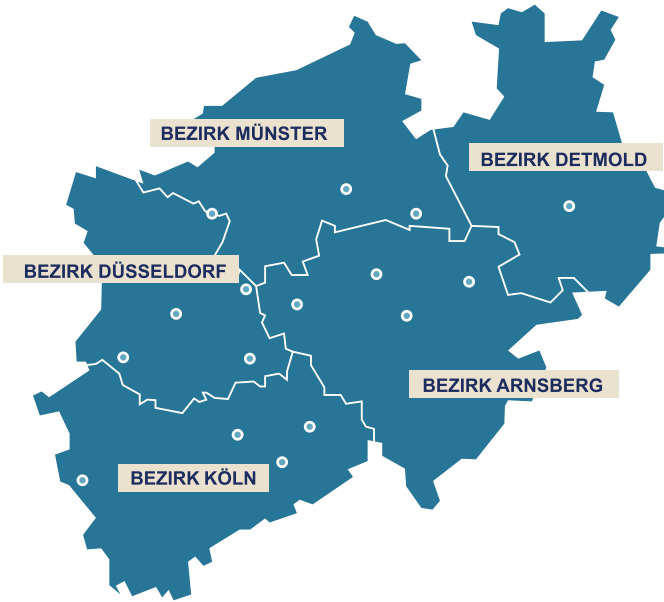 BEZIRK MÜNSTER
BEZIRK DETMOLD
BEZIRK DÜSSELDORF
BEZIRK ARNSBERG
BEZIRK KÖLN